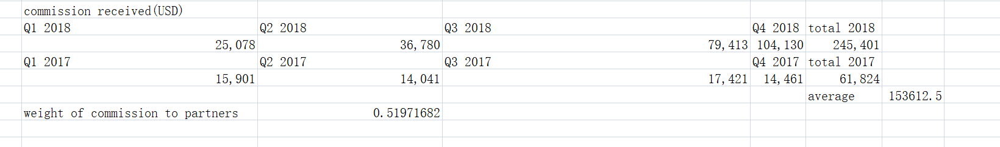 commission received(USD)
Q1 2018 Q2 2018 Q3 2018 Q4 2018 total 2018
25,078 36,780 79,413 104,130 245,401
Q1 2017 Q2 2017 Q3 2017 Q4 2017 total 2017
15,901 14,041 17,421 14,461 61,824
average 153612.5
weight of commission to partners 0.51971682